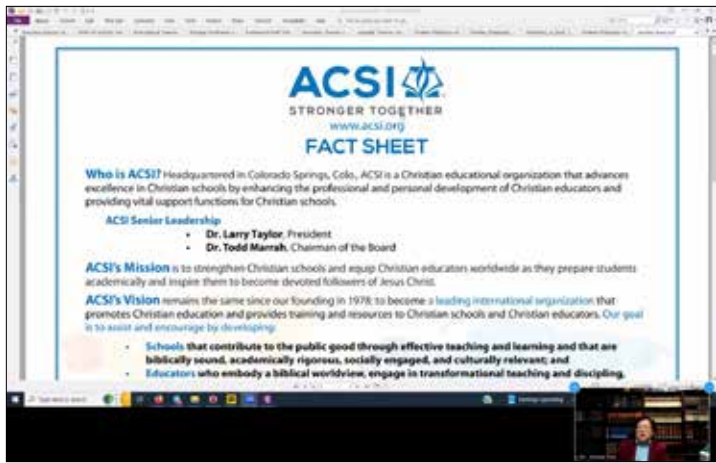 ACSI
STRONGER TOGETHER
www.acsi.org
FACT SHEET
Who is ACSI? Headquartered in Colorado Springs, Colo., ACSI is a Christian educational organization that advances
excellence in Christian schools by enhancing the professional and personal development of Christian educators and
providing vital support functions for Christian schools.
ACSI Senior Leadership
• Dr. Larry Taylor, President
• Dr. Todd Marrah, Chairman of the Board
ACSI's Mission is to strengthen Christian schools and equip Christian educators worldwide as they prepare students
academically and inspire them to become devoted followers of Jesus Christ.
ACSI's Vision remains the same since our founding in 1978: to become a leading international organization that
promotes Christian education and provides training and resources to Christian schools and Christian educators. Our goal
is to assist and encourage by developing:
• Schools that contribute to the public good through effective teaching and learning and that are
biblically sound, academically rigorous, socially engaged, and culturally relevant; and
• Educators who embody a biblical worldview, engage in transformational teaching and discipling,
Type here to search